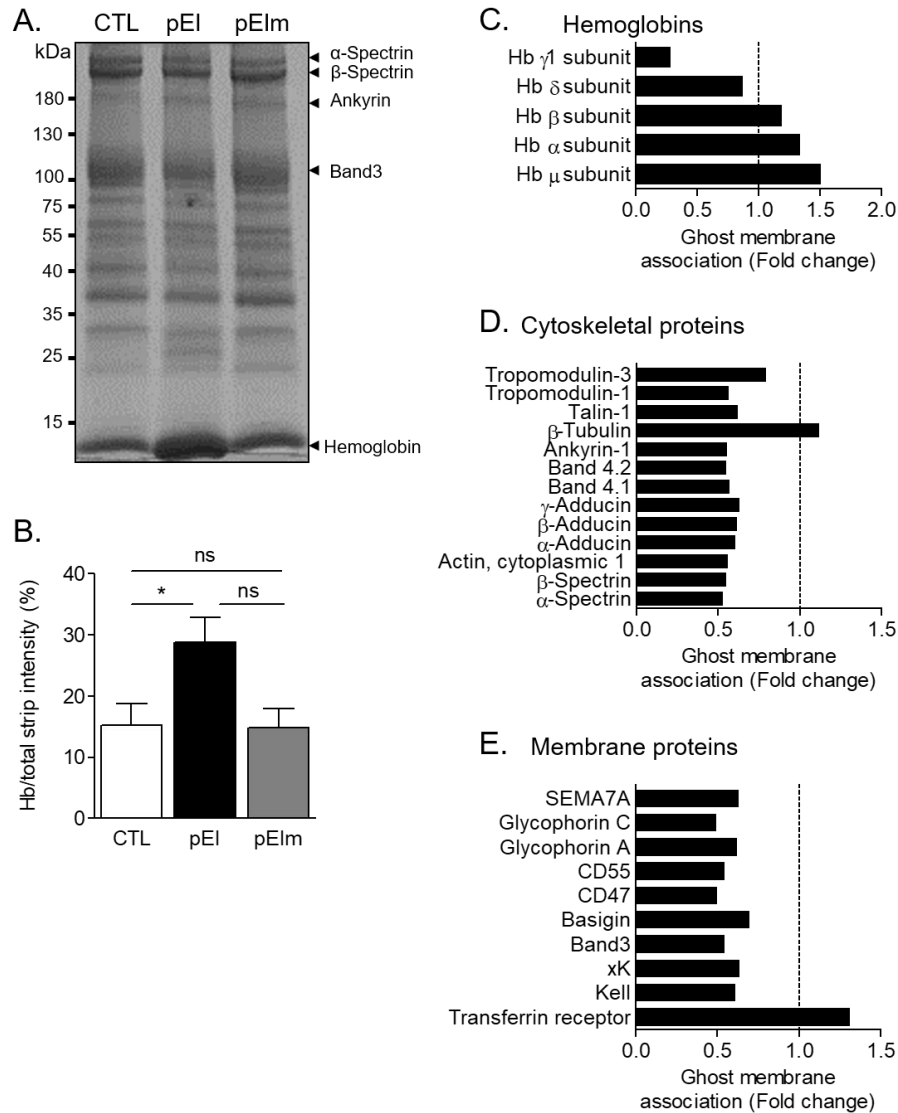 A.
CTL pEI pEIm
kDa
180
130
100
75
55
40
35
25
15
α-Spectrin
β-Spectrin
Ankyrin
Band3
Hemoglobin
B.
Hb/total strip intensity (%)
40
30
20
10
0
ns
* ns
CTL pEI pEIm
C. Hemoglobins
Hb γ1 subunit
Hb δ subunit
Hb β subunit
Hb α subunit
Hb μ subunit
0.0 0.5 1.0 1.5 2.0
Ghost membrane
association (Fold change)
D. Cytoskeletal proteins
Tropomodulin-3
Tropomodulin-1
Talin-1
β-Tubulin
Ankyrin-1
Band 4.2
Band 4.1
γ-Adducin
β-Adducin
α-Adducin
Actin, cytoplasmic 1
β-Spectrin
α-Spectrin
0.0 0.5 1.0 1.5
Ghost membrane
association (Fold change)
E. Membrane proteins
SEMA7A
Glycophorin C
Glycophorin A
CD55
CD47
Basigin
Band3
xK
Kell
Transferrin receptor
0.0 0.5 1.0 1.5
Ghost membrane
association (Fold change)